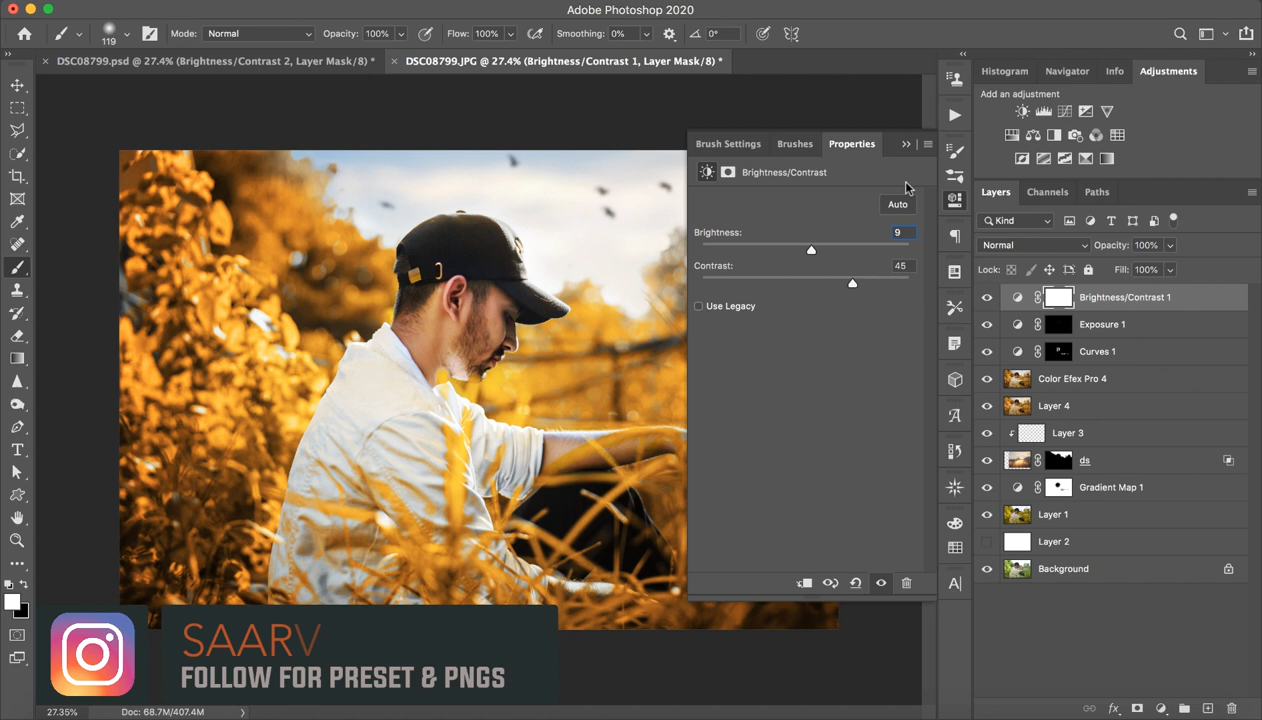 Adobe Photoshop 2020
119 Mode: Normal Opacity: 100% Flow: 100% Smoothing: 0% 0°
DSC08799.psd @ 27.4% (Brightness/Contrast 2, Layer Mask/8) * DSC08799.JPG @ 27.4% (Brightness/Contrast 1, Layer Mask/8) *
Histogram Navigator Info Adjustments
Add an adjustment
Brush Settings Brushes Properties
Brightness/Contrast
Auto
Brightness: 9
Contrast: 45
Use Legacy
Layers Channels Paths
Kind
Normal Opacity: 100%
Lock: Fill: 100%
Brightness/Contrast 1
Exposure 1
Curves 1
Color Efex Pro 4
Layer 4
Layer 3
ds
Gradient Map 1
Layer 1
Layer 2
Background
SAARV
FOLLOW FOR PRESET & PNGs
27.35% Doc: 68.7M/407.4M